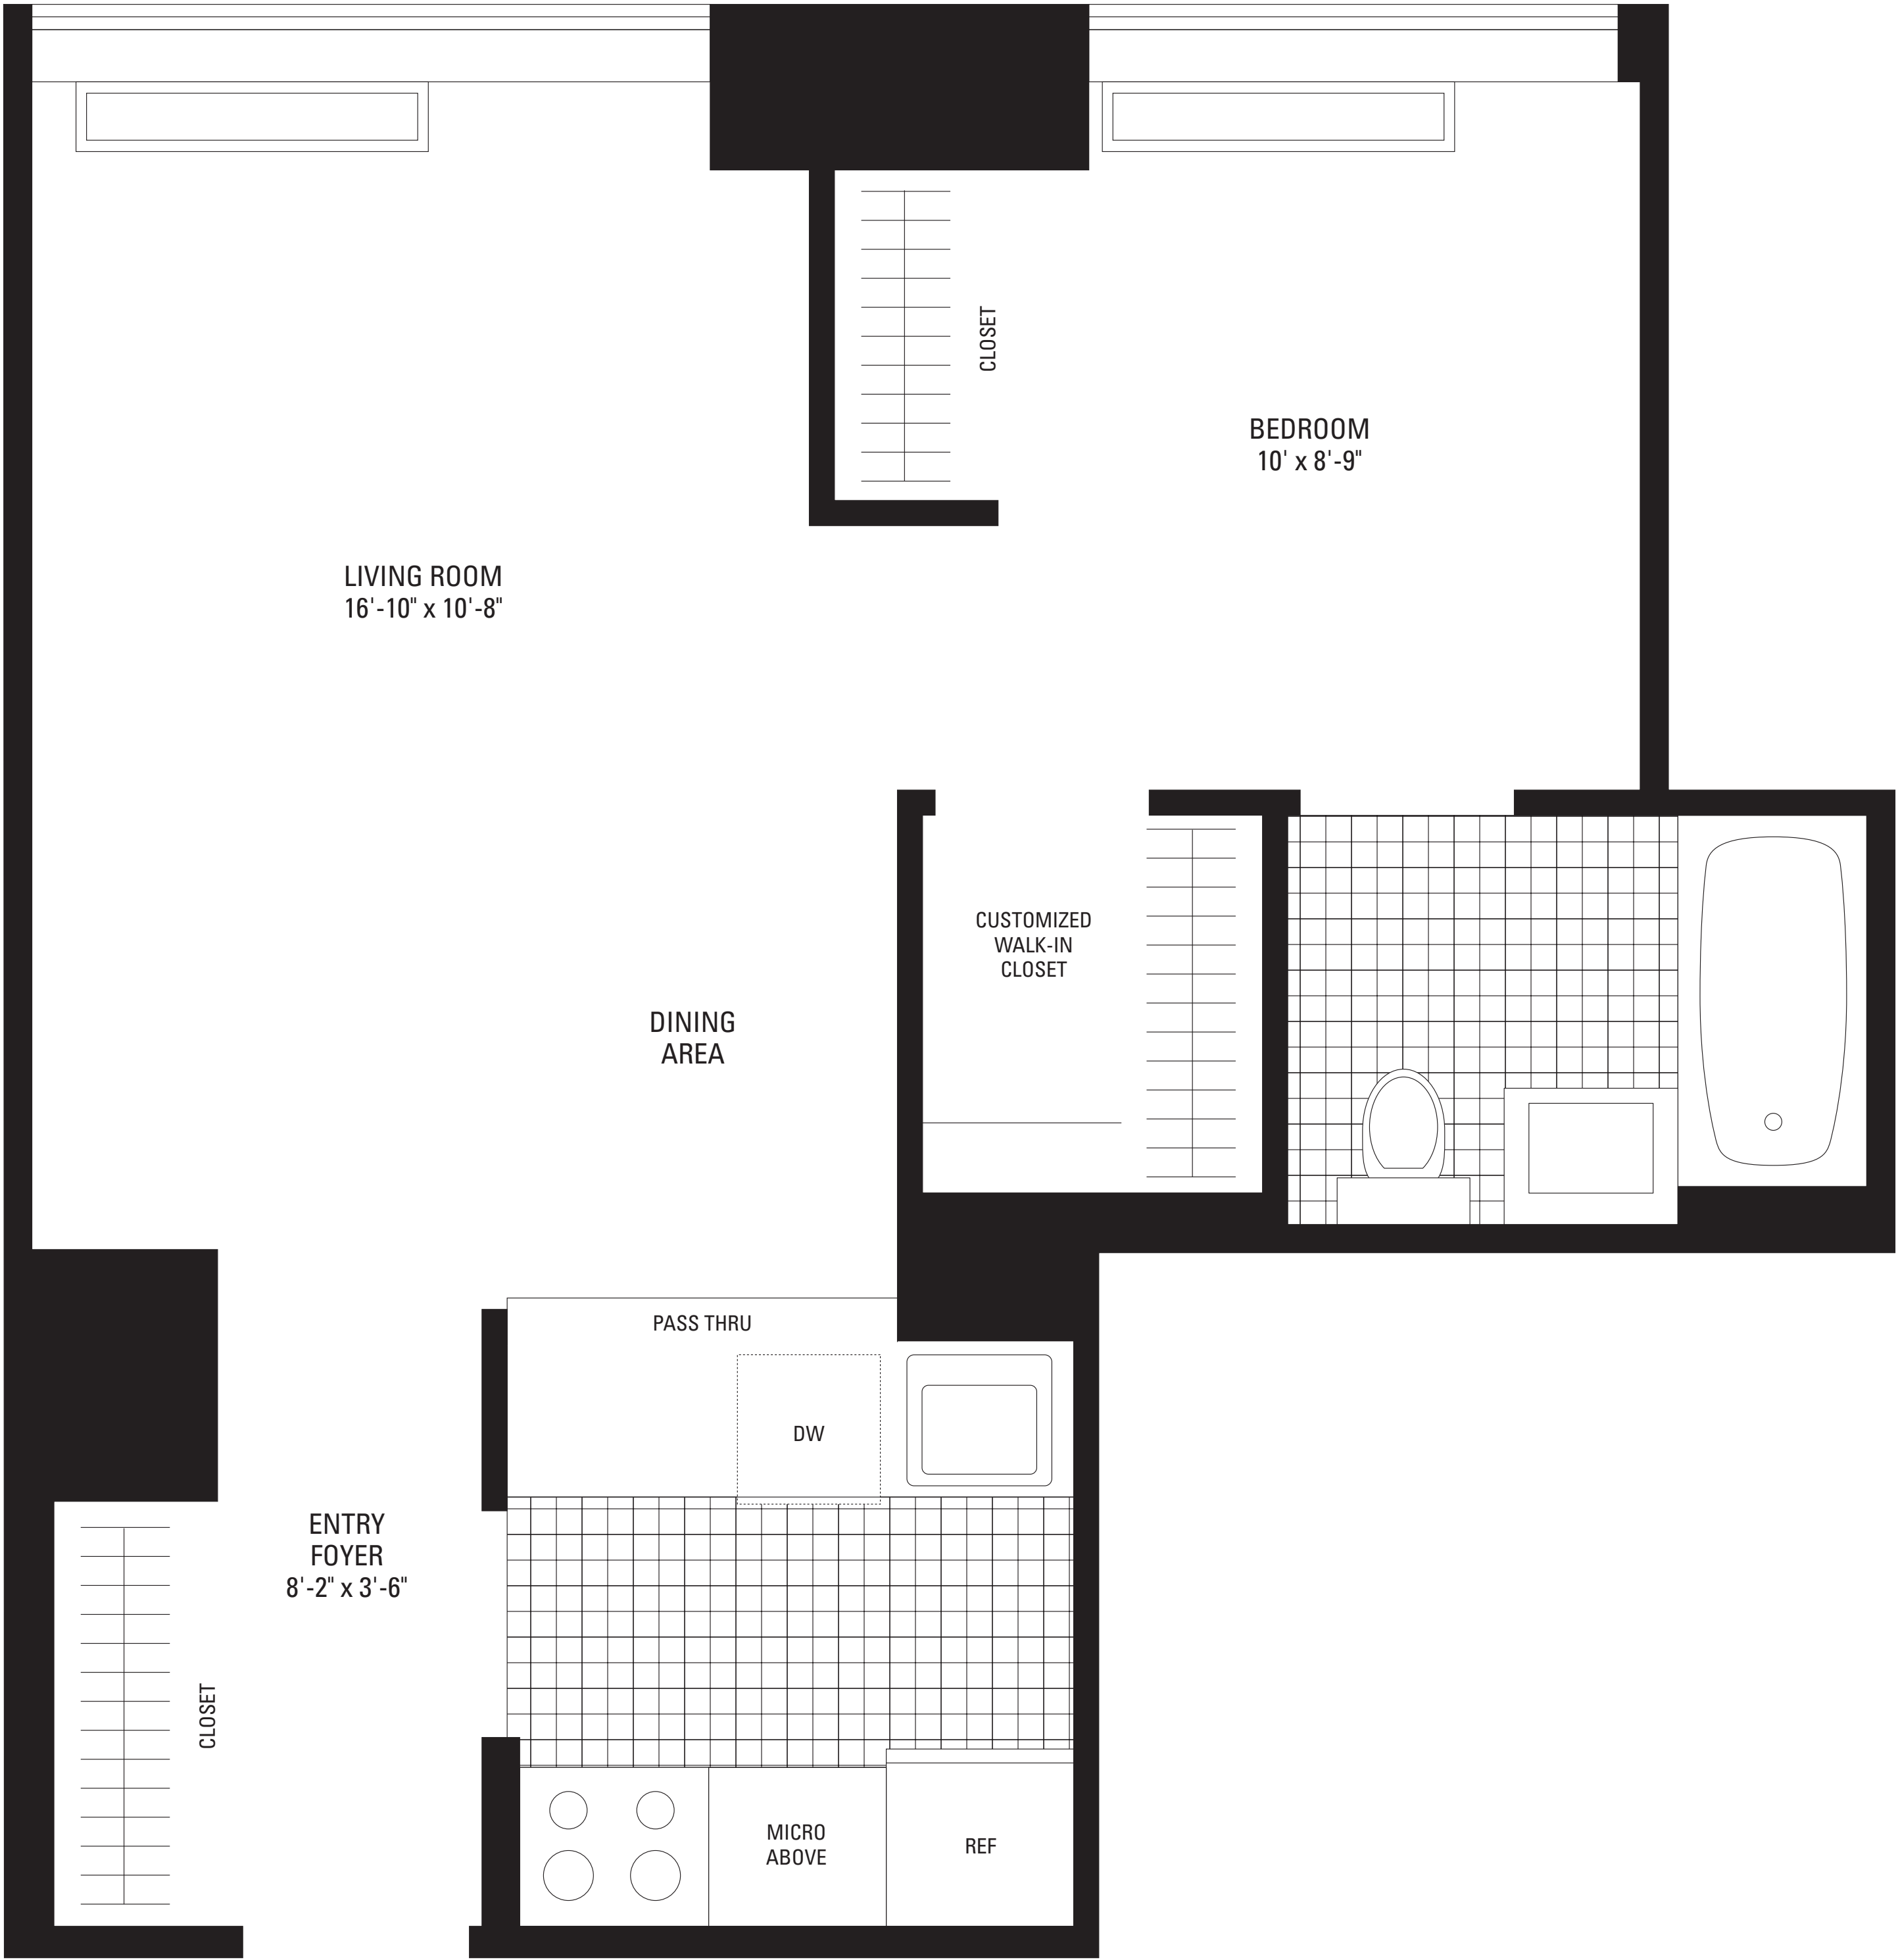 CLOSET
BEDROOM
10' x 8'-9"
LIVING ROOM
16'-10" x 10'-8"
CUSTOMIZED
WALK-IN
CLOSET
DINING
AREA
PASS THRU
DW
ENTRY
FOYER
8'-2" x 3'-6"
CLOSET
MICRO
ABOVE
REF